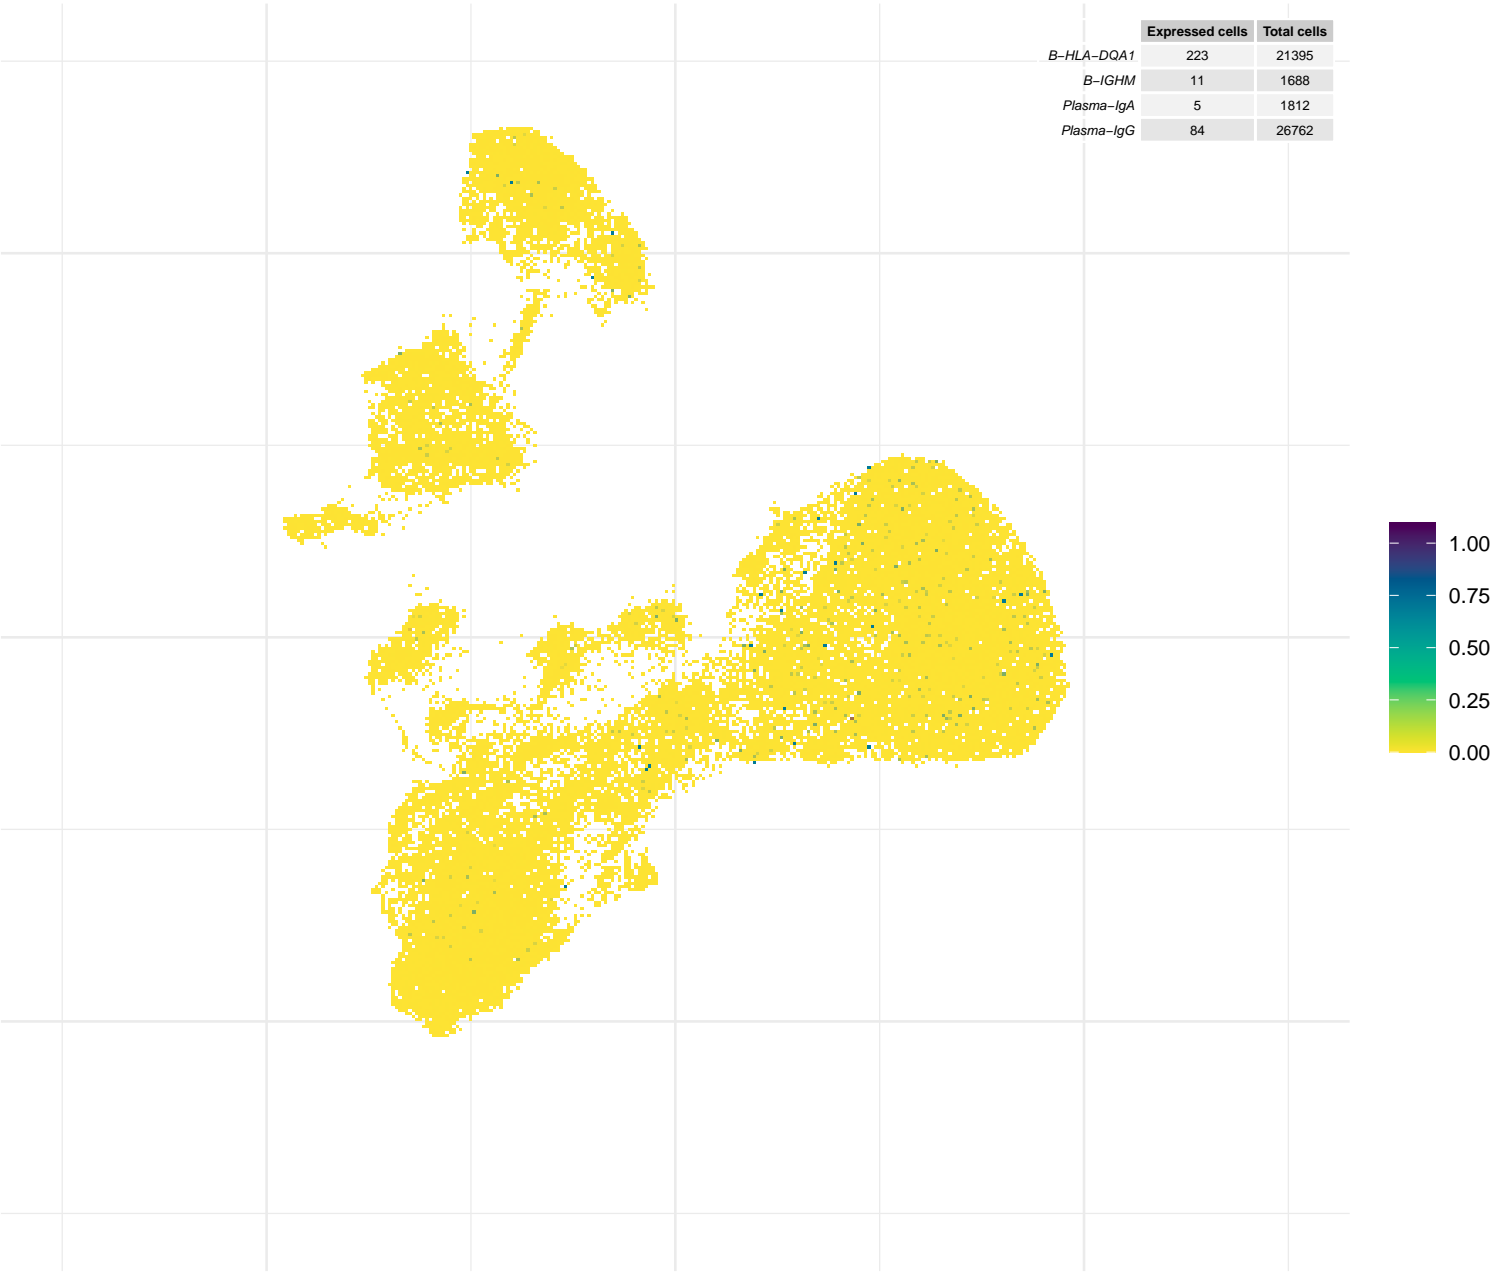 Expressed cells Total cells
B−HLA−DQA1 223 21395
B−IGHM 11 1688
Plasma−IgA 5 1812
Plasma−IgG 84 26762
1.00
0.75
0.50
0.25
0.00